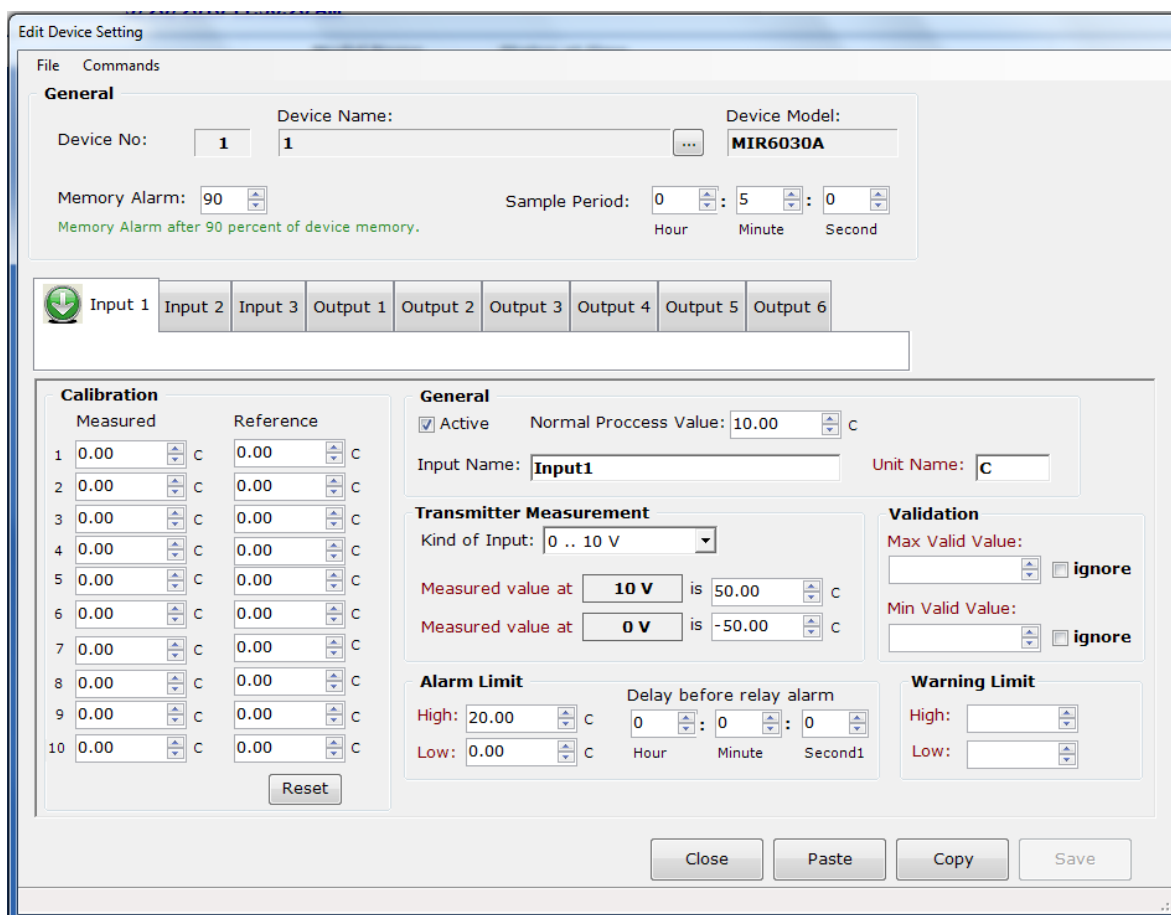 Edit Device Setting
File Commands
General
Device Name: Device Model:
Device No: 1 1 ... MIR6030A
Memory Alarm: 90 Sample Period: 0 : 5 : 0
Memory Alarm after 90 percent of device memory. Hour Minute Second
Input 1 Input 2 Input 3 Output 1 Output 2 Output 3 Output 4 Output 5 Output 6
Calibration
Measured Reference
1 0.00 C 0.00 C
2 0.00 C 0.00 C
3 0.00 C 0.00 C
4 0.00 C 0.00 C
5 0.00 C 0.00 C
6 0.00 C 0.00 C
7 0.00 C 0.00 C
8 0.00 C 0.00 C
9 0.00 C 0.00 C
10 0.00 C 0.00 C
Reset
General
Active Normal Proccess Value: 10.00 C
Input Name: Input1 Unit Name: C
Transmitter Measurement
Kind of Input: 0 .. 10 V
Measured value at 10 V is 50.00 C
Measured value at 0 V is -50.00 C
Validation
Max Valid Value:
ignore
Min Valid Value:
ignore
Alarm Limit
High: 20.00 C
Low: 0.00 C
Delay before relay alarm
0 : 0 : 0
Hour Minute Second1
Warning Limit
High:
Low:
Close Paste Copy Save